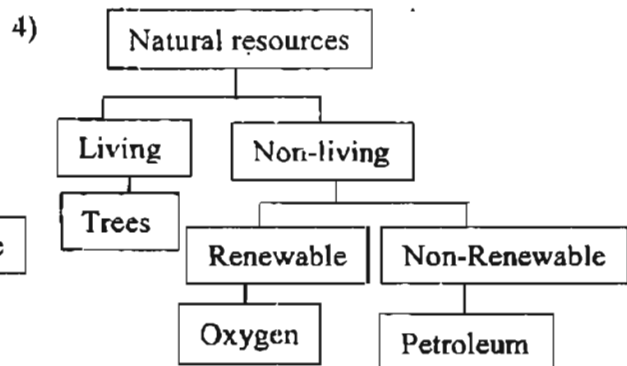 4)
Natural resources
Living
Non-living
Trees
e
Renewable
Non-Renewable
Oxygen
Petroleum